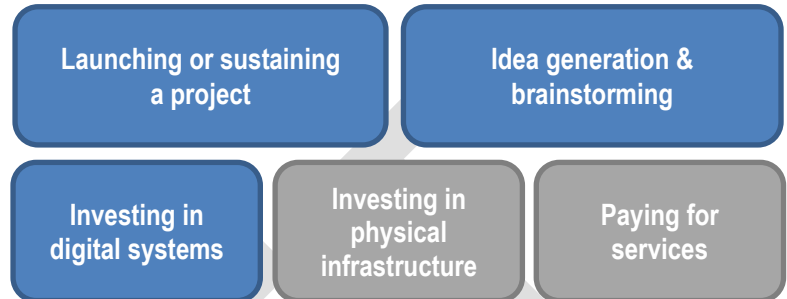 Launching or sustaining
a project
Idea generation &
brainstorming
Investing in
digital systems
Investing in
physical
infrastructure
Paying for
services